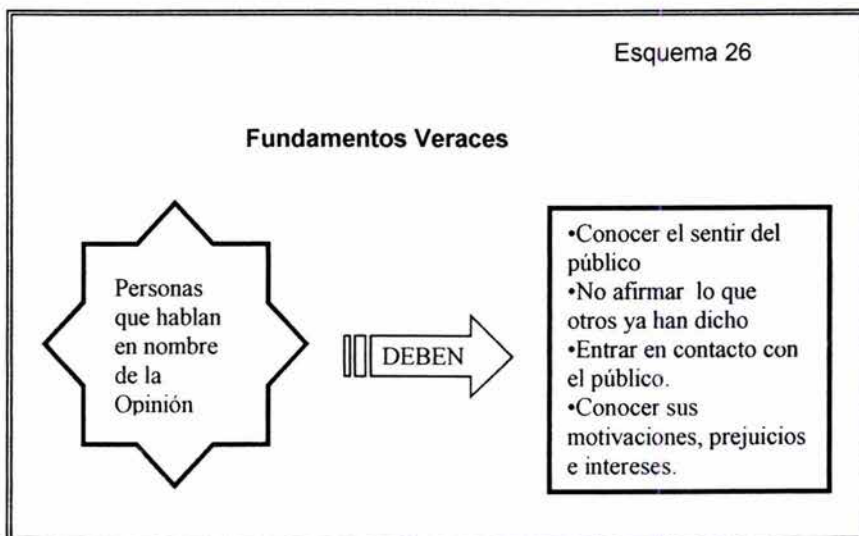 Esquema 26
Fundamentos Veraces
Personas
que hablan
en nombre
de la
Opinión
DEBEN
•Conocer el sentir del
público
•No afirmar lo que
otros ya han dicho
•Entrar en contacto con
el público.
•Conocer sus
motivaciones, prejuicios
e intereses.